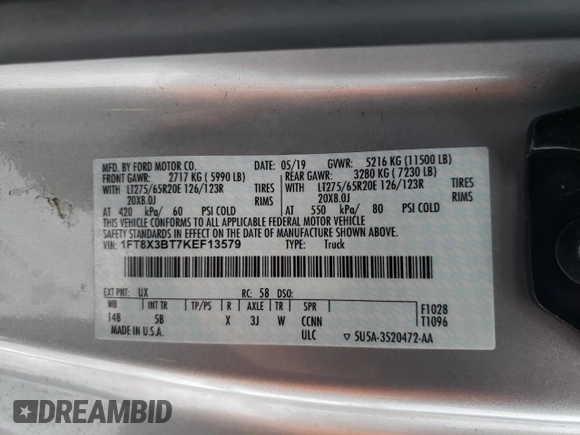 MFD. BY FORD MOTOR CO. 05/19 GVWR: 5216 KG (11500 LB)
FRONT GAWR: 2717 KG ( 5990 LB) REAR GAWR: 3280 KG ( 7230 LB)
WITH LT275/65R20E 126/123R TIRES WITH LT275/65R20E 126/123R TIRES
20X8.0J RIMS 20X8.0J RIMS
AT 420 kPa/ 60 PSI COLD AT 550 kPa/ 80 PSI COLD
THIS VEHICLE CONFORMS TO ALL APPLICABLE FEDERAL MOTOR VEHICLE
SAFETY STANDARDS IN EFFECT ON THE DATE OF MANUFACTURE SHOWN ABOVE.
VIN: 1FT8X3BT7KEF13579 TYPE: Truck
EXT PNT: UX RC: 58 DSO:
WB INT TR TP/PS R AXLE TR SPR F1028
148 5B X 3J W CCNN T1096
MADE IN U.S.A. ULC ▽ 5U5A-3520472-AA
DREAMBID